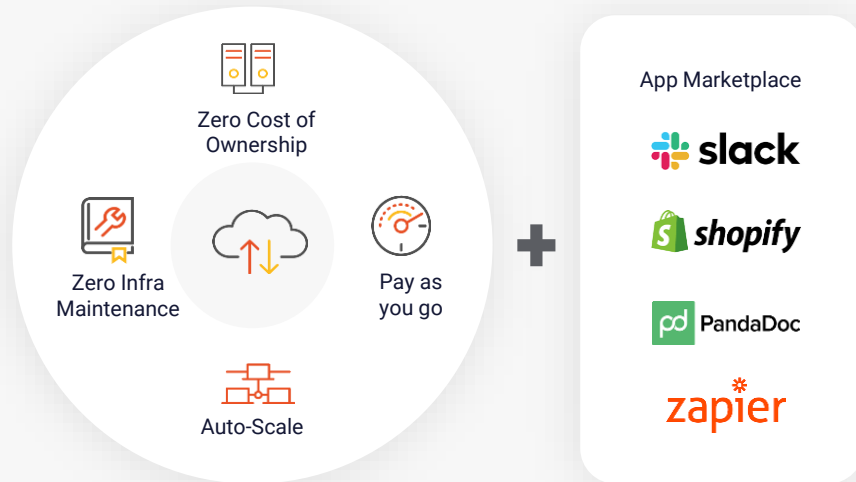 Zero Cost of
Ownership
Zero Infra
Maintenance
Pay as
you go
Auto-Scale
App Marketplace
slack
shopify
pd PandaDoc
zapier